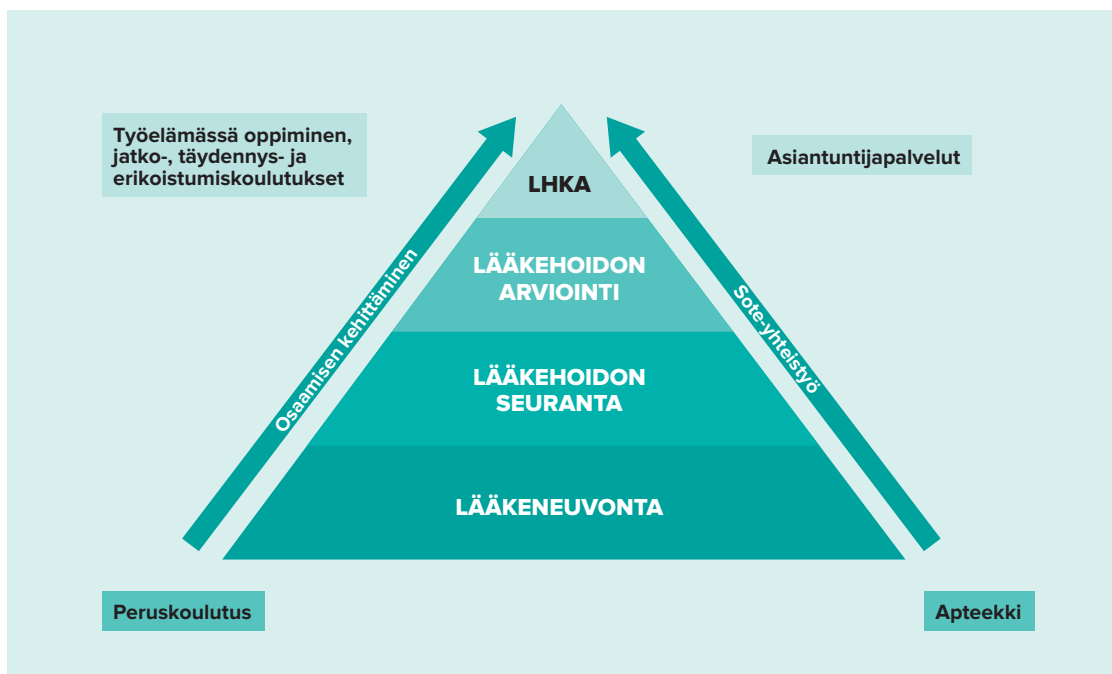 Työelämässä oppiminen,
jatko-, täydennys- ja
erikoistumiskoulutukset
Asiantuntijapalvelut
LHKA
LÄÄKEHOIDON
ARVIOINTI
LÄÄKEHOIDON
SEURANTA
LÄÄKENEUVONTA
Osaamisen kehittäminen
Sote-yhteistyö
Peruskoulutus
Apteekki